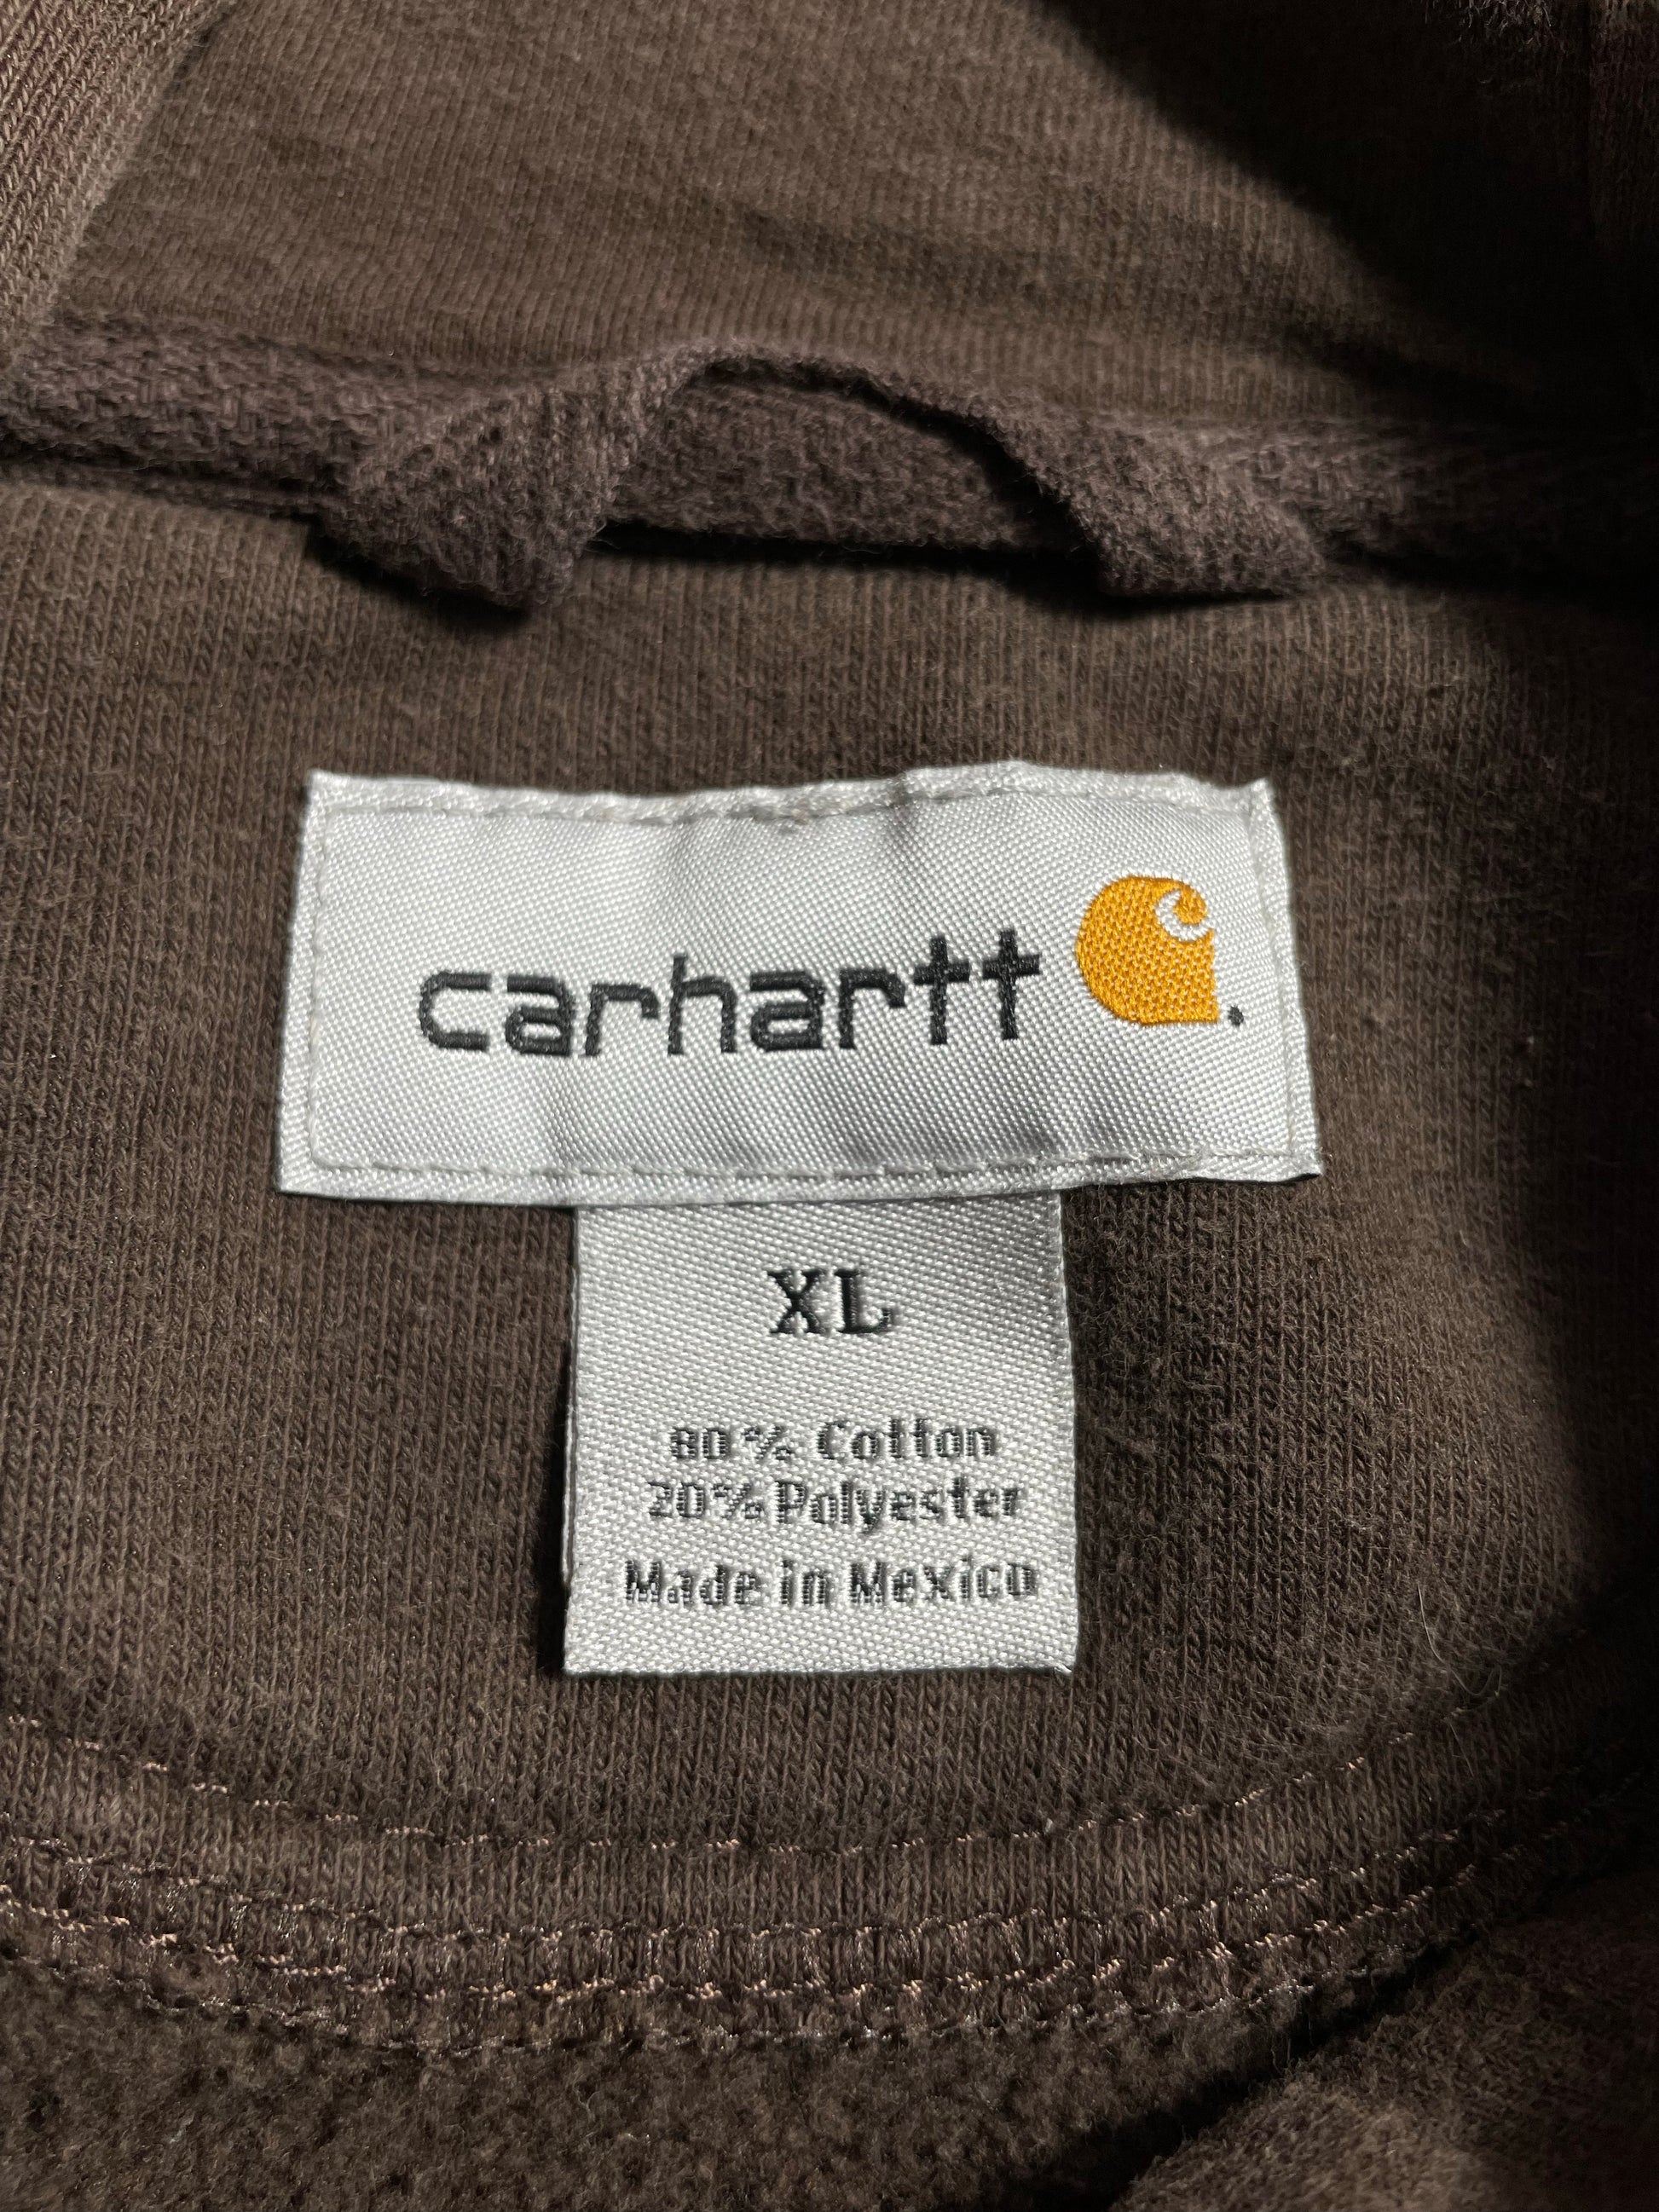 carhartt
XL
80% Cotton
20% Polyester
Made in Mexico